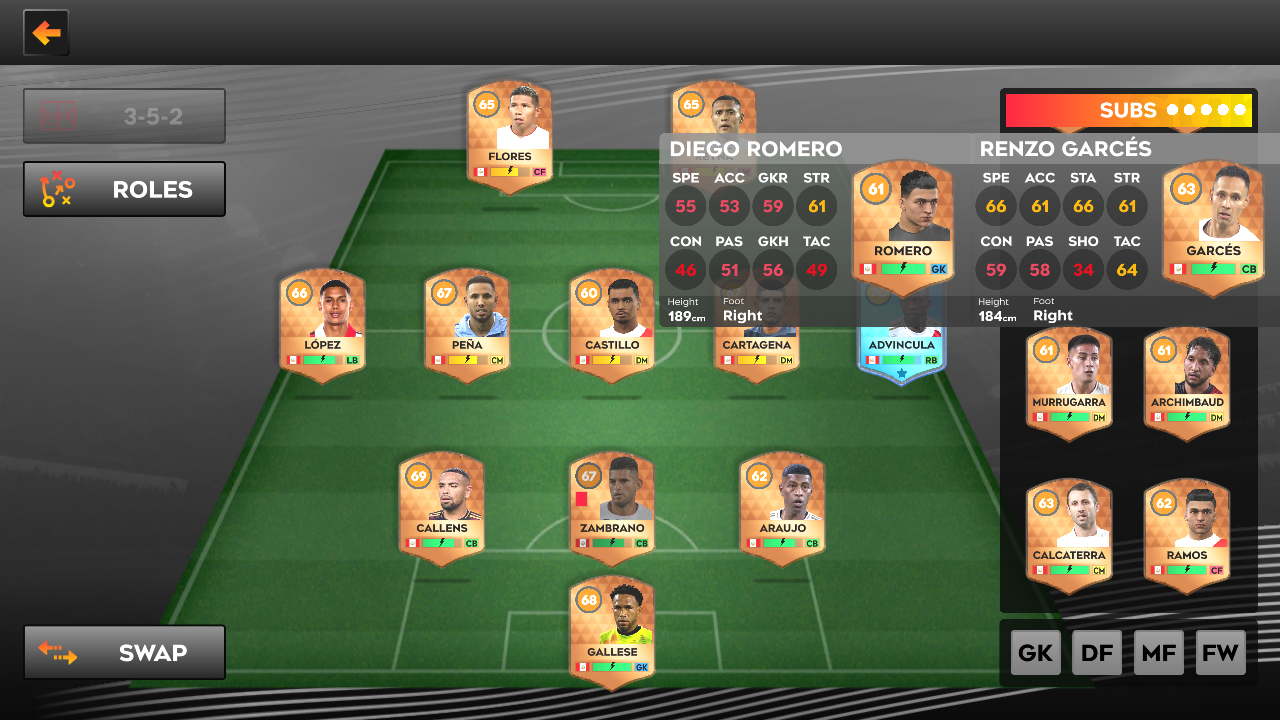 3-5-2
ROLES
SUBS
65
FLORES
CF
65
DIEGO ROMERO
SPE ACC GKR STR
55 53 59 61
CON PAS GKH TAC
46 51 56 49
Height Foot
189cm Right
61
ROMERO
GK
RENZO GARCÉS
SPE ACC STA STR
66 61 66 61
CON PAS SHO TAC
59 58 34 64
Height Foot
184cm Right
63
GARCÉS
CB
66
LÓPEZ
LB
67
PEÑA
CM
60
CASTILLO
DM
CARTAGENA
DM
ADVINCULA
RB
61
MURRUGARRA
DM
61
ARCHIMBAUD
DM
69
CALLENS
CB
67
ZAMBRANO
CB
62
ARAUJO
CB
63
CALCATERRA
CM
62
RAMOS
CF
68
GALLESE
GK
SWAP
GK DF MF FW